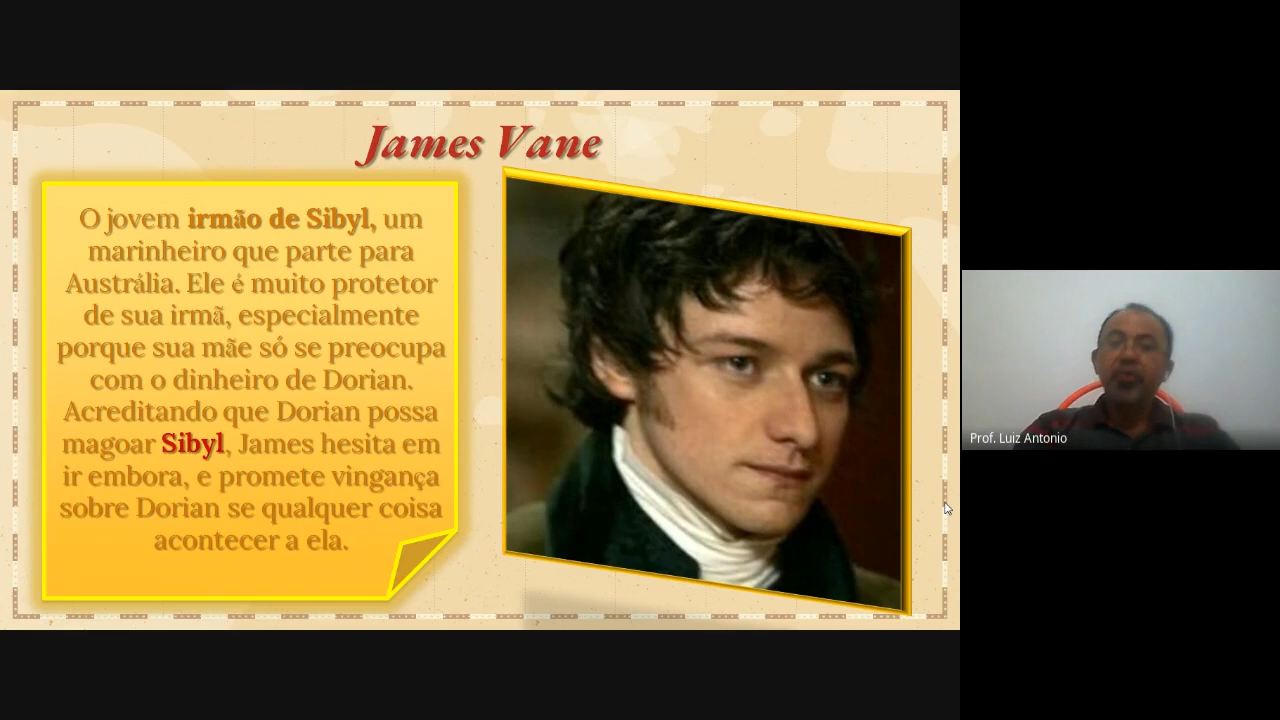 James Vane
O jovem irmão de Sibyl, um
marinheiro que parte para
Austrália. Ele é muito protetor
de sua irmã, especialmente
porque sua mãe só se preocupa
com o dinheiro de Dorian.
Acreditando que Dorian possa
magoar Sibyl, James hesita em
ir embora, e promete vingança
sobre Dorian se qualquer coisa
acontecer a ela.
Prof. Luiz Antonio